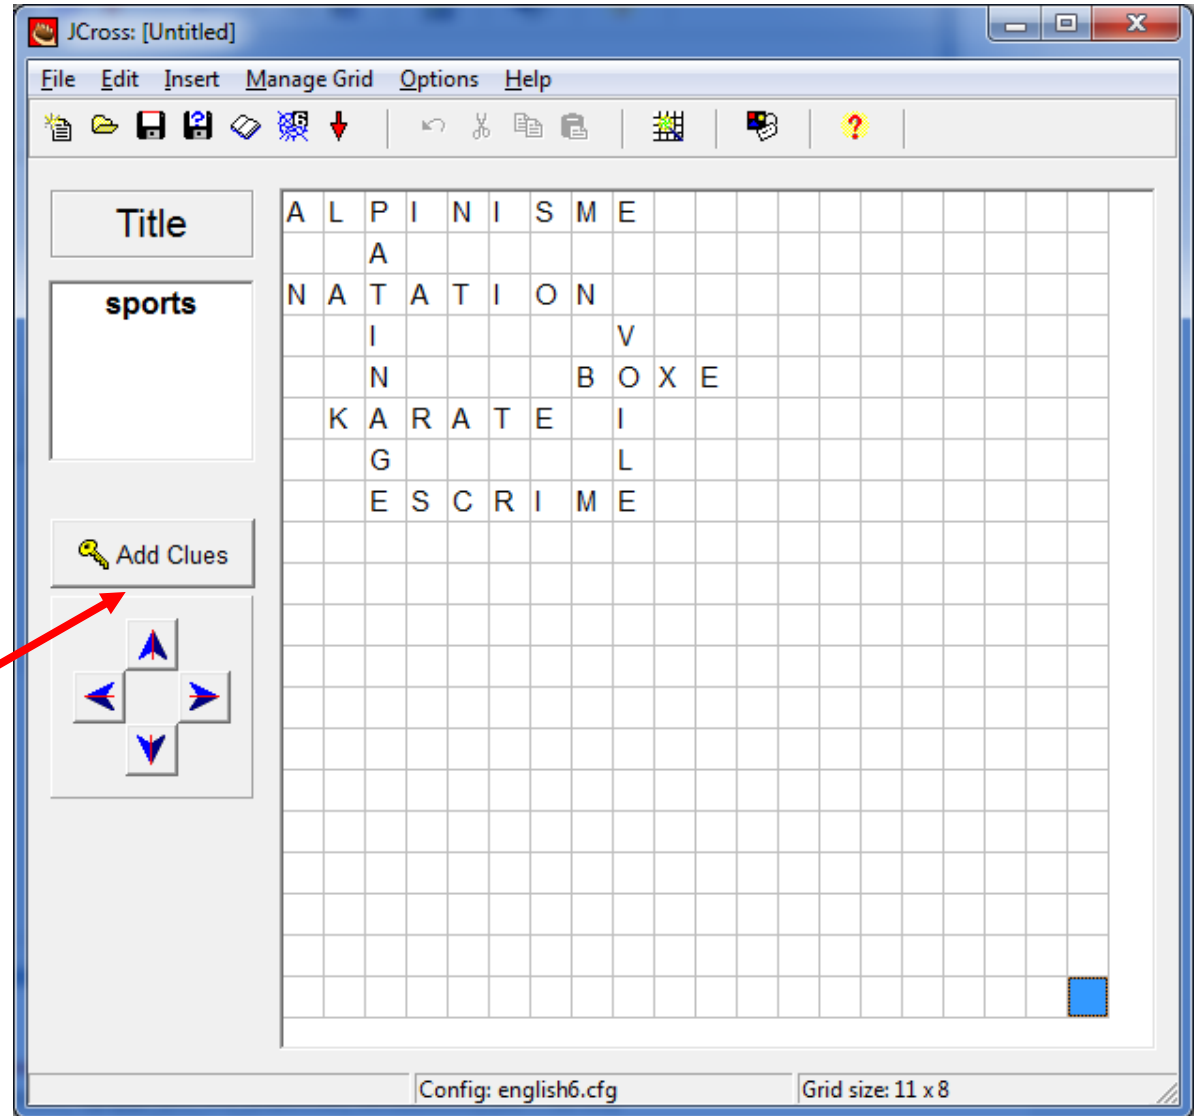 JCross: [Untitled]
File Edit Insert Manage Grid Options Help
Title
sports
Add Clues
A L P I N I S M E
A
N A T A T I O N
I V
N B O X E
K A R A T E I
G L
E S C R I M E
Config: english6.cfg Grid size: 11 x 8